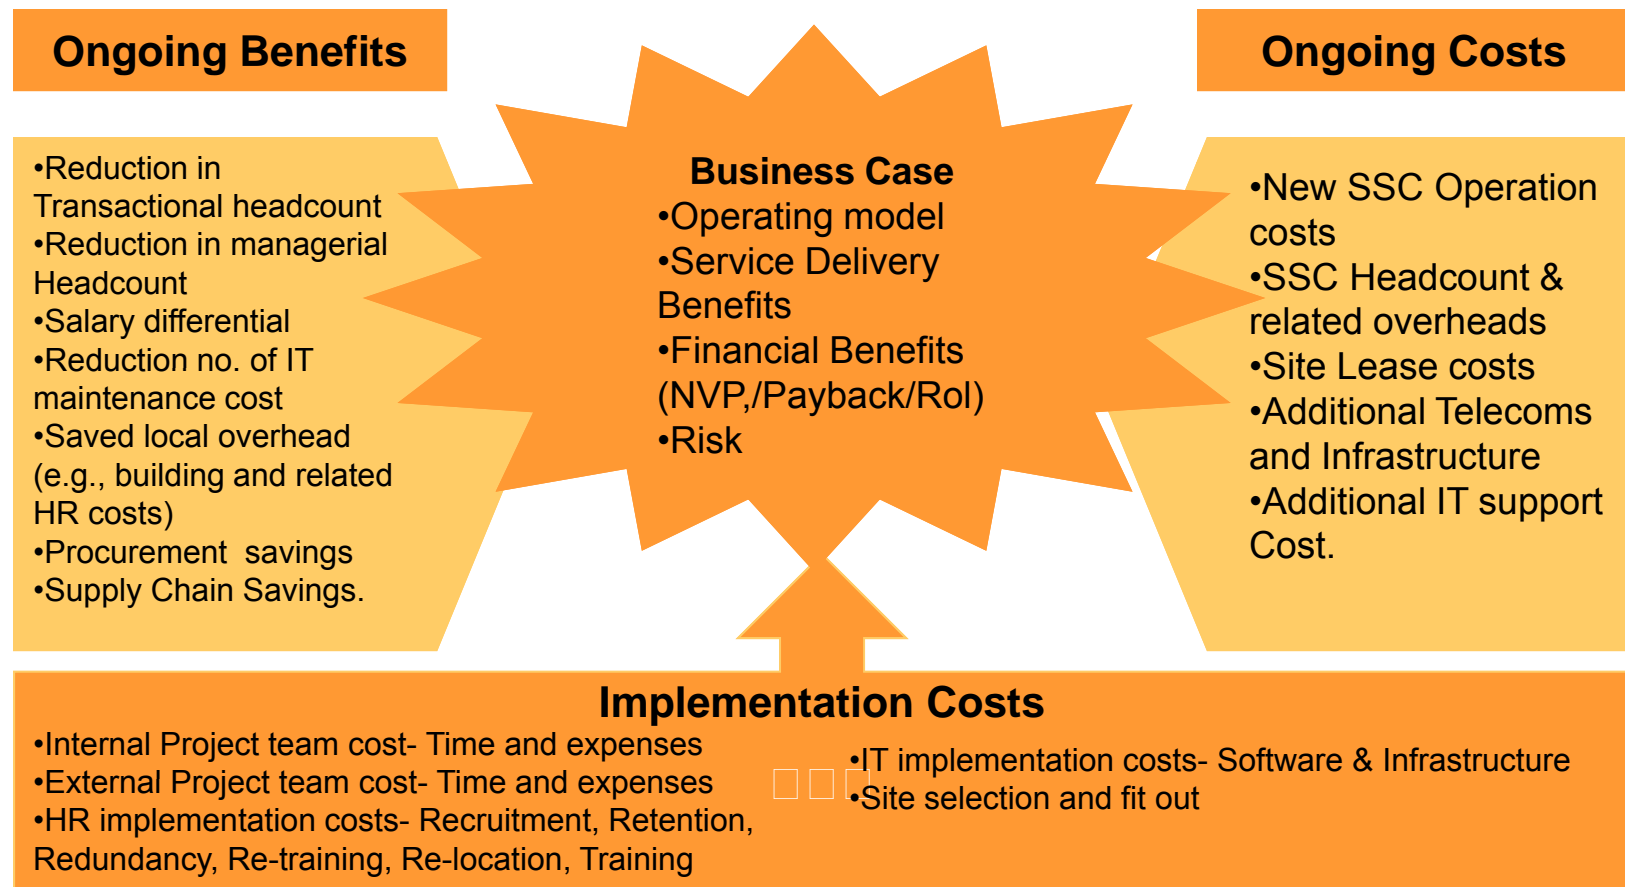 Ongoing Benefits
•Reduction in
Transactional headcount
•Reduction in managerial
Headcount
•Salary differential
•Reduction no. of IT
maintenance cost
•Saved local overhead
(e.g., building and related
HR costs)
•Procurement  savings
•Supply Chain Savings.
Business Case
•Operating model
•Service Delivery
Benefits
•Financial Benefits
(NVP,/Payback/RoI)
•Risk
Ongoing Costs
•New SSC Operation
costs
•SSC Headcount &
related overheads
•Site Lease costs
•Additional Telecoms
and Infrastructure
•Additional IT support
Cost.
Implementation Costs
•Internal Project team cost- Time and expenses
•External Project team cost- Time and expenses
•HR implementation costs- Recruitment, Retention,
Redundancy, Re-training, Re-location, Training
•IT implementation costs- Software & Infrastructure
•Site selection and fit out